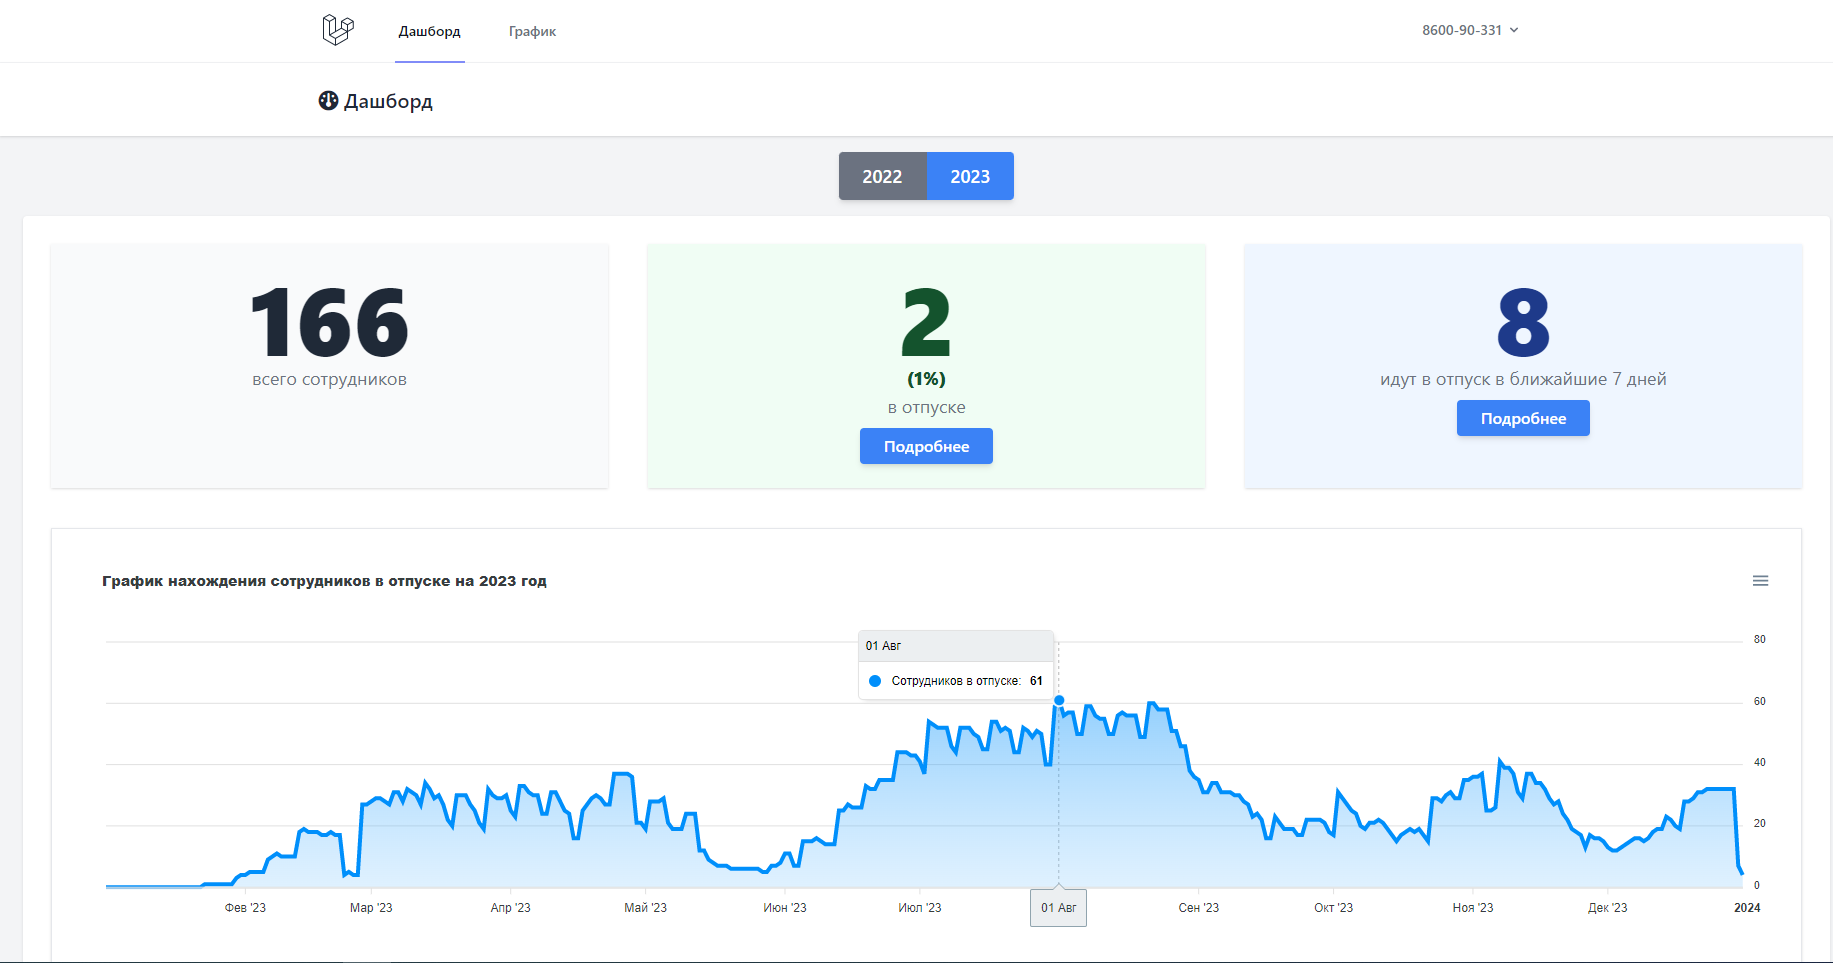 Дашборд
График
8600-90-331
Дашборд
2022
2023
166
всего сотрудников
2
(1%)
в отпуске
Подробнее
8
идут в отпуск в ближайшие 7 дней
Подробнее
График нахождения сотрудников в отпуске на 2023 год
01 Авг
Сотрудников в отпуске: 61
80
60
40
20
0
Фев '23
Мар '23
Апр '23
Май '23
Июн '23
Июл '23
01 Авг
Сен '23
Окт '23
Ноя '23
Дек '23
2024